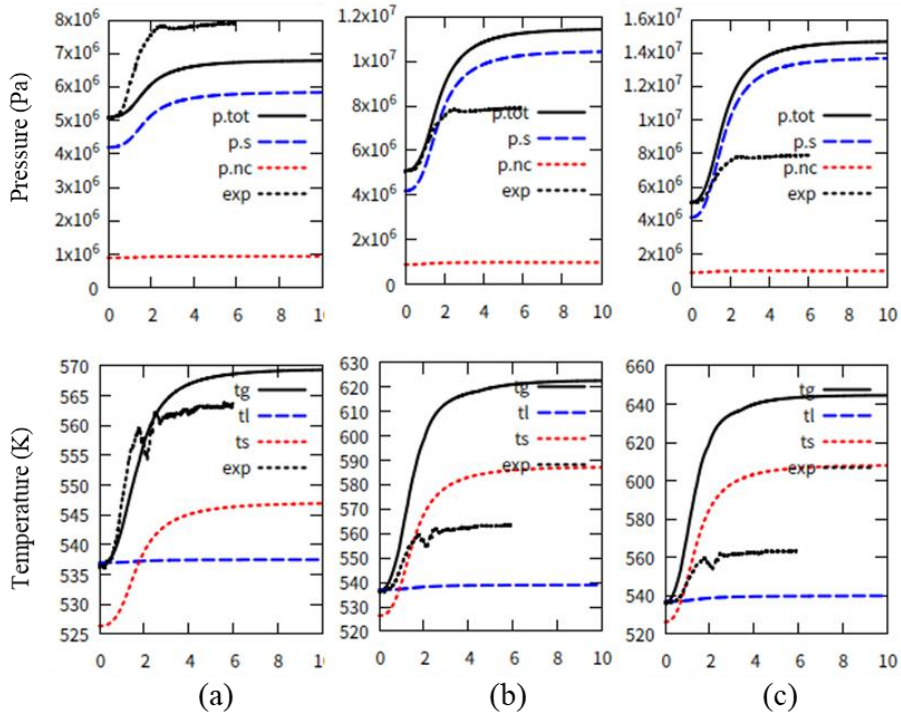 Pressure (Pa)
8x10⁶
7x10⁶
6x10⁶
5x10⁶
4x10⁶
3x10⁶
2x10⁶
1x10⁶
0
p.tot
p.s
p.nc
exp
0 2 4 6 8 10
1.2x10⁷
1x10⁷
8x10⁶
6x10⁶
4x10⁶
2x10⁶
0
p.tot
p.s
p.nc
exp
0 2 4 6 8 10
1.6x10⁷
1.4x10⁷
1.2x10⁷
1x10⁷
8x10⁶
6x10⁶
4x10⁶
2x10⁶
0
p.tot
p.s
p.nc
exp
0 2 4 6 8 10
Temperature (K)
570
565
560
555
550
545
540
535
530
525
tg
tl
ts
exp
0 2 4 6 8 10
630
620
610
600
590
580
570
560
550
540
530
520
tg
tl
ts
exp
0 2 4 6 8 10
660
640
620
600
580
560
540
520
tg
tl
ts
exp
0 2 4 6 8 10
(a) (b) (c)